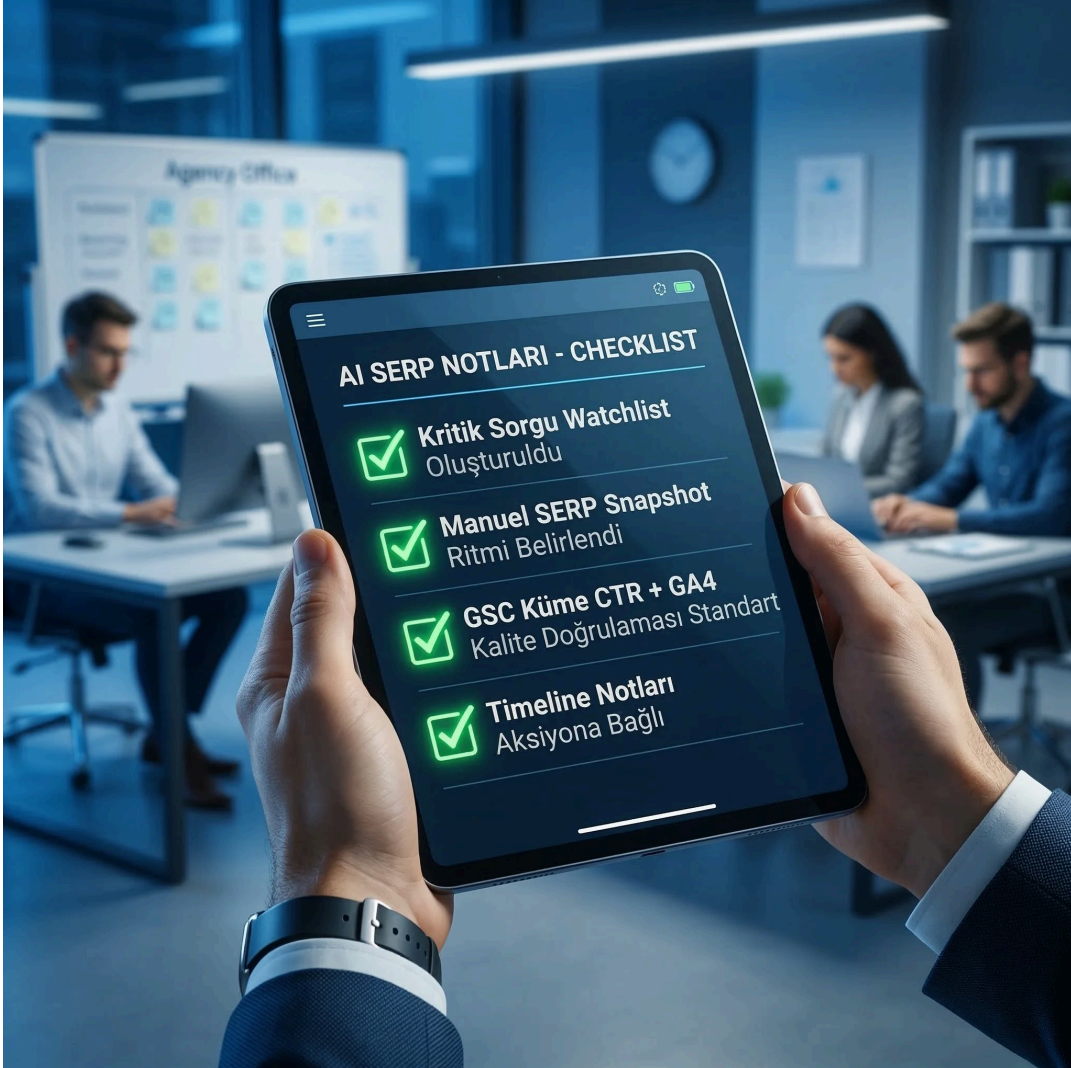 Agency Office
AI SERP NOTLARI - CHECKLIST
Kritik Sorgu Watchlist
Oluşturuldu
Manuel SERP Snapshot
Ritmi Belirlendi
GSC Küme CTR + GA4
Kalite Doğrulaması Standart
Timeline Notları
Aksiyona Bağlı